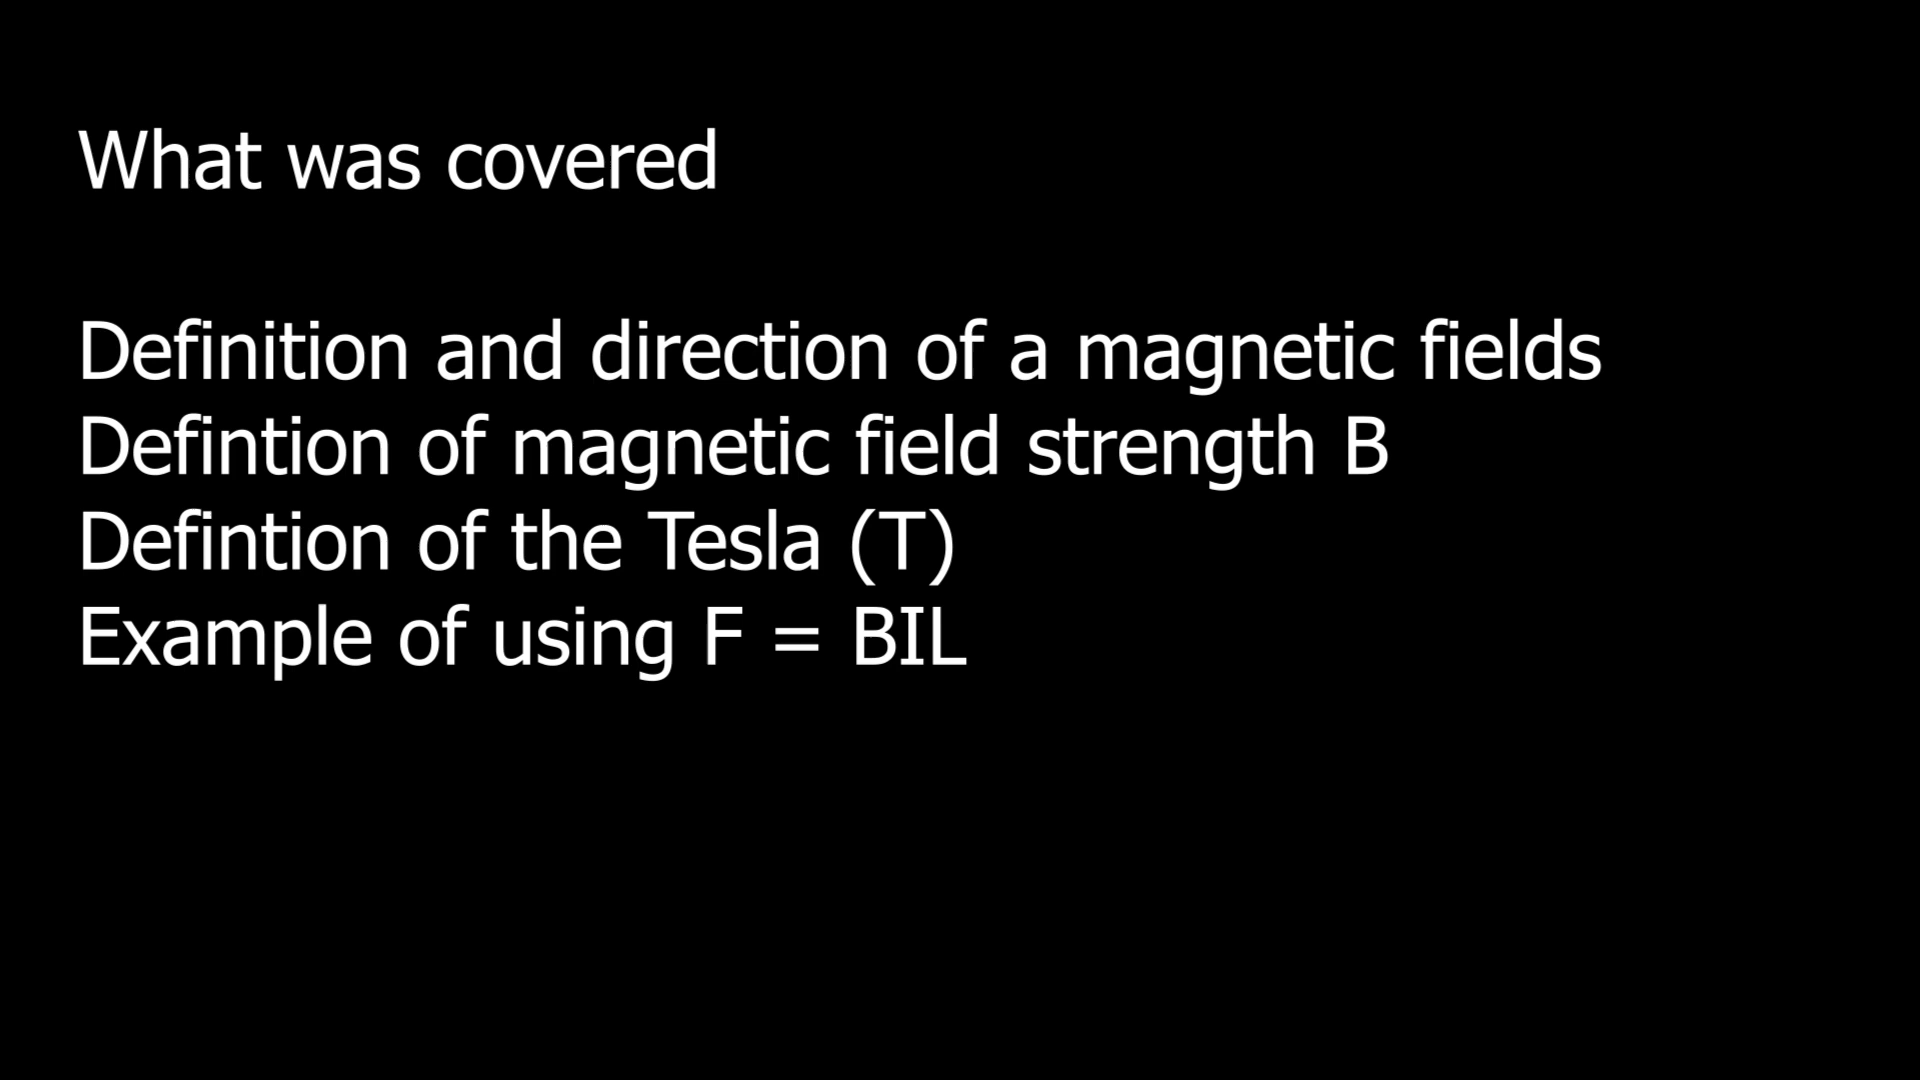 What was covered
Definition and direction of a magnetic fields
Defintion of magnetic field strength B
Defintion of the Tesla (T)
Example of using F = BIL